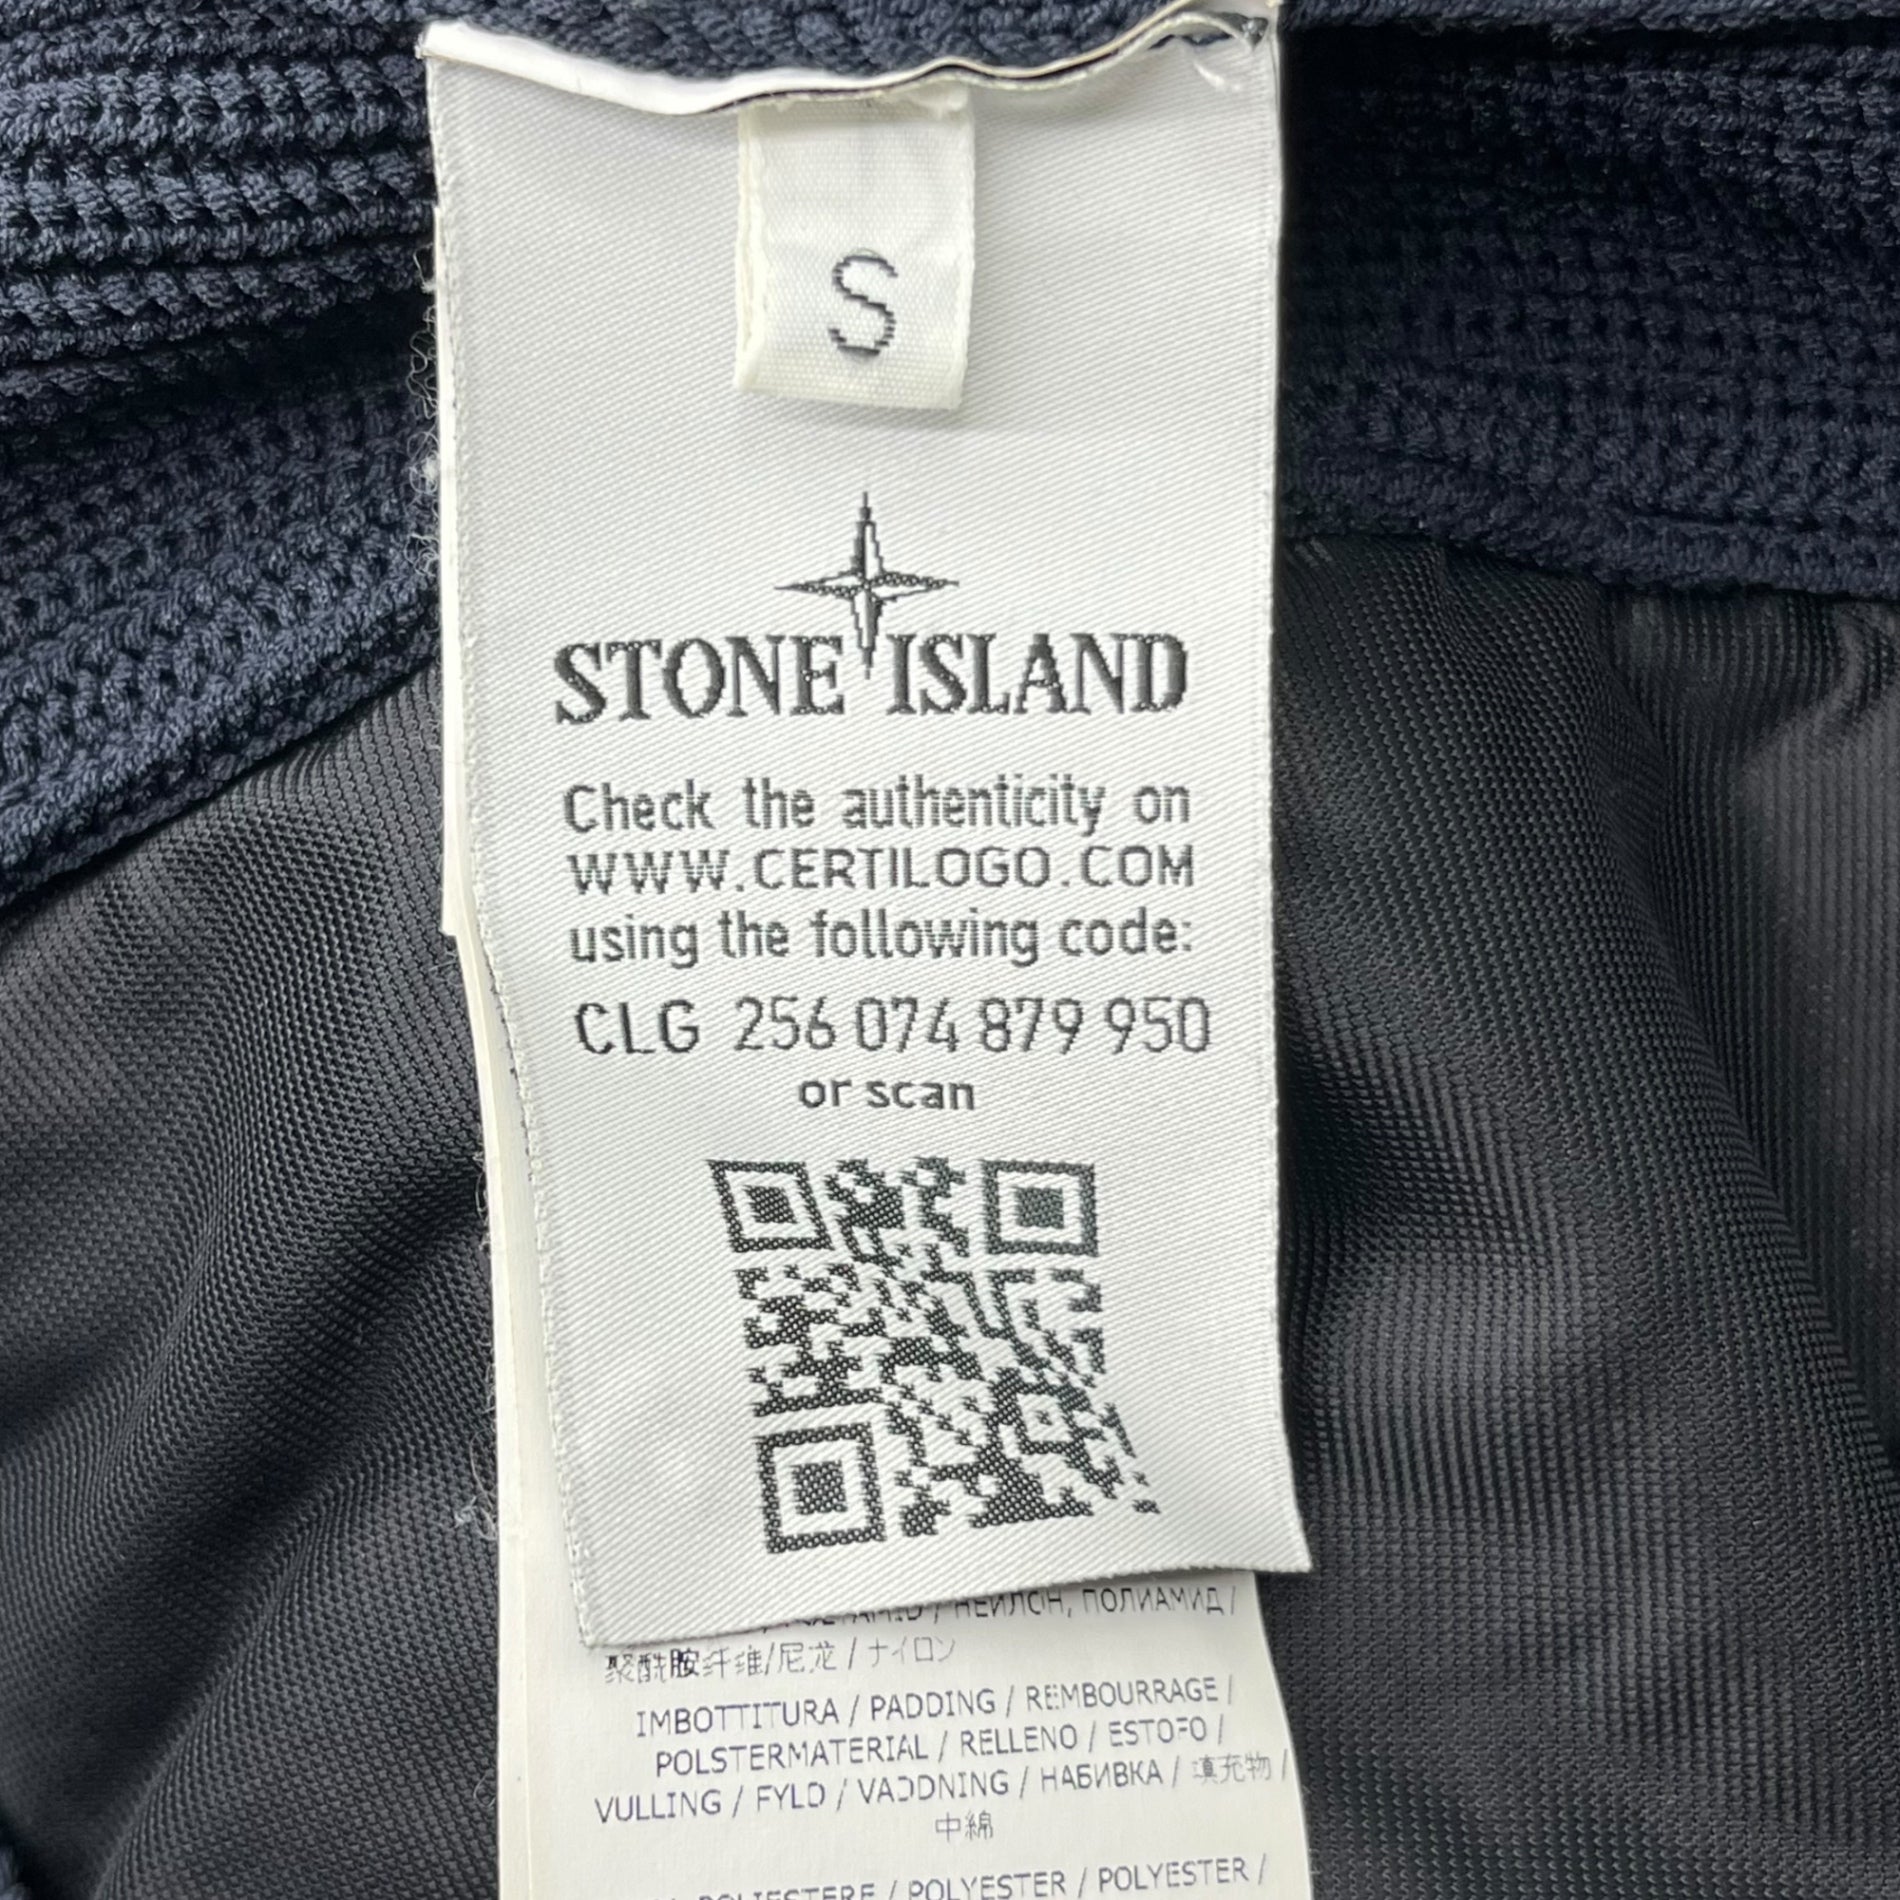 S
STONE ISLAND
Check the authenticity on
WWW.CERTILOGO.COM
using the following code:
CLG 256 074 879 950
or scan
НЕЙЛОН, ПОЛИАМИД /
聚酰胺纤维/尼龙 / ナイロン
IMBOTTITURA / PADDING / REMBOURRAGE /
POLSTERMATERIAL / RELLENO / ESTOFO /
VULLING / FYLD / VADDNING / НАБИВКА / 填充物 /
中綿
POLIESTERE / POLYESTER / POLYESTER /